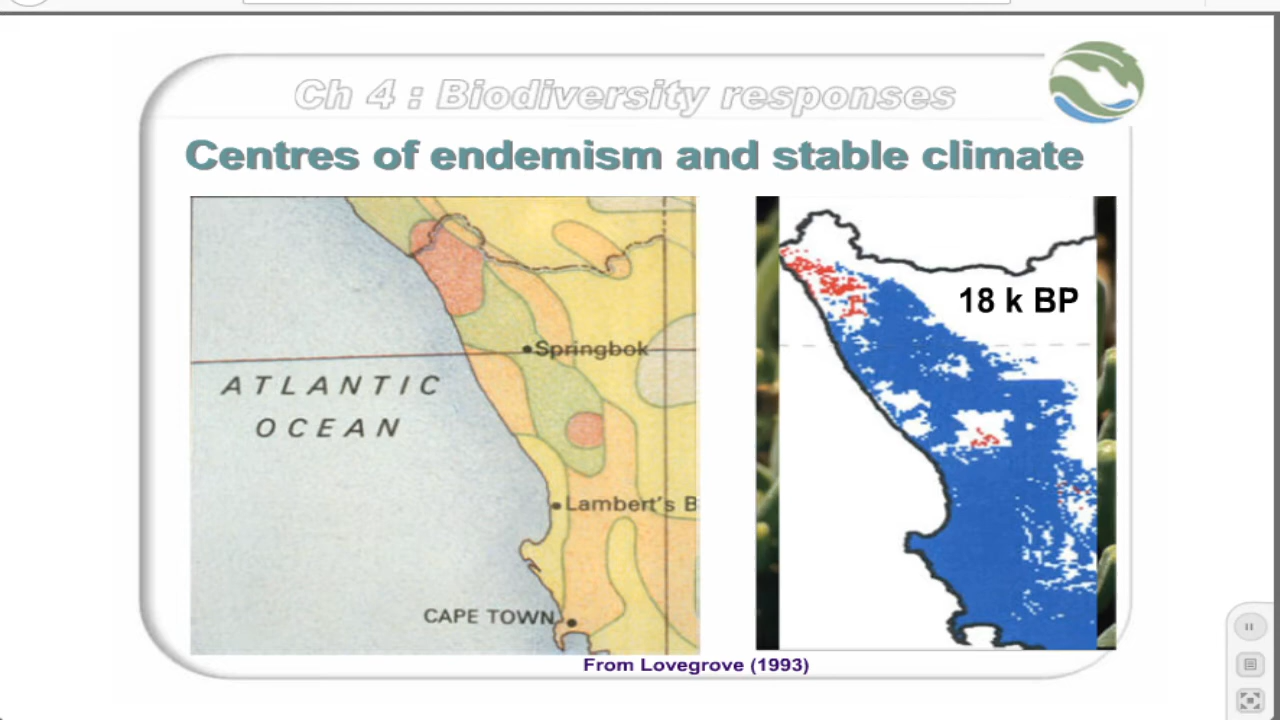 Ch 4 : Biodiversity responses
Centres of endemism and stable climate
18 k BP
Springbok
ATLANTIC
OCEAN
Lambert's B
CAPE TOWN
From Lovegrove (1993)